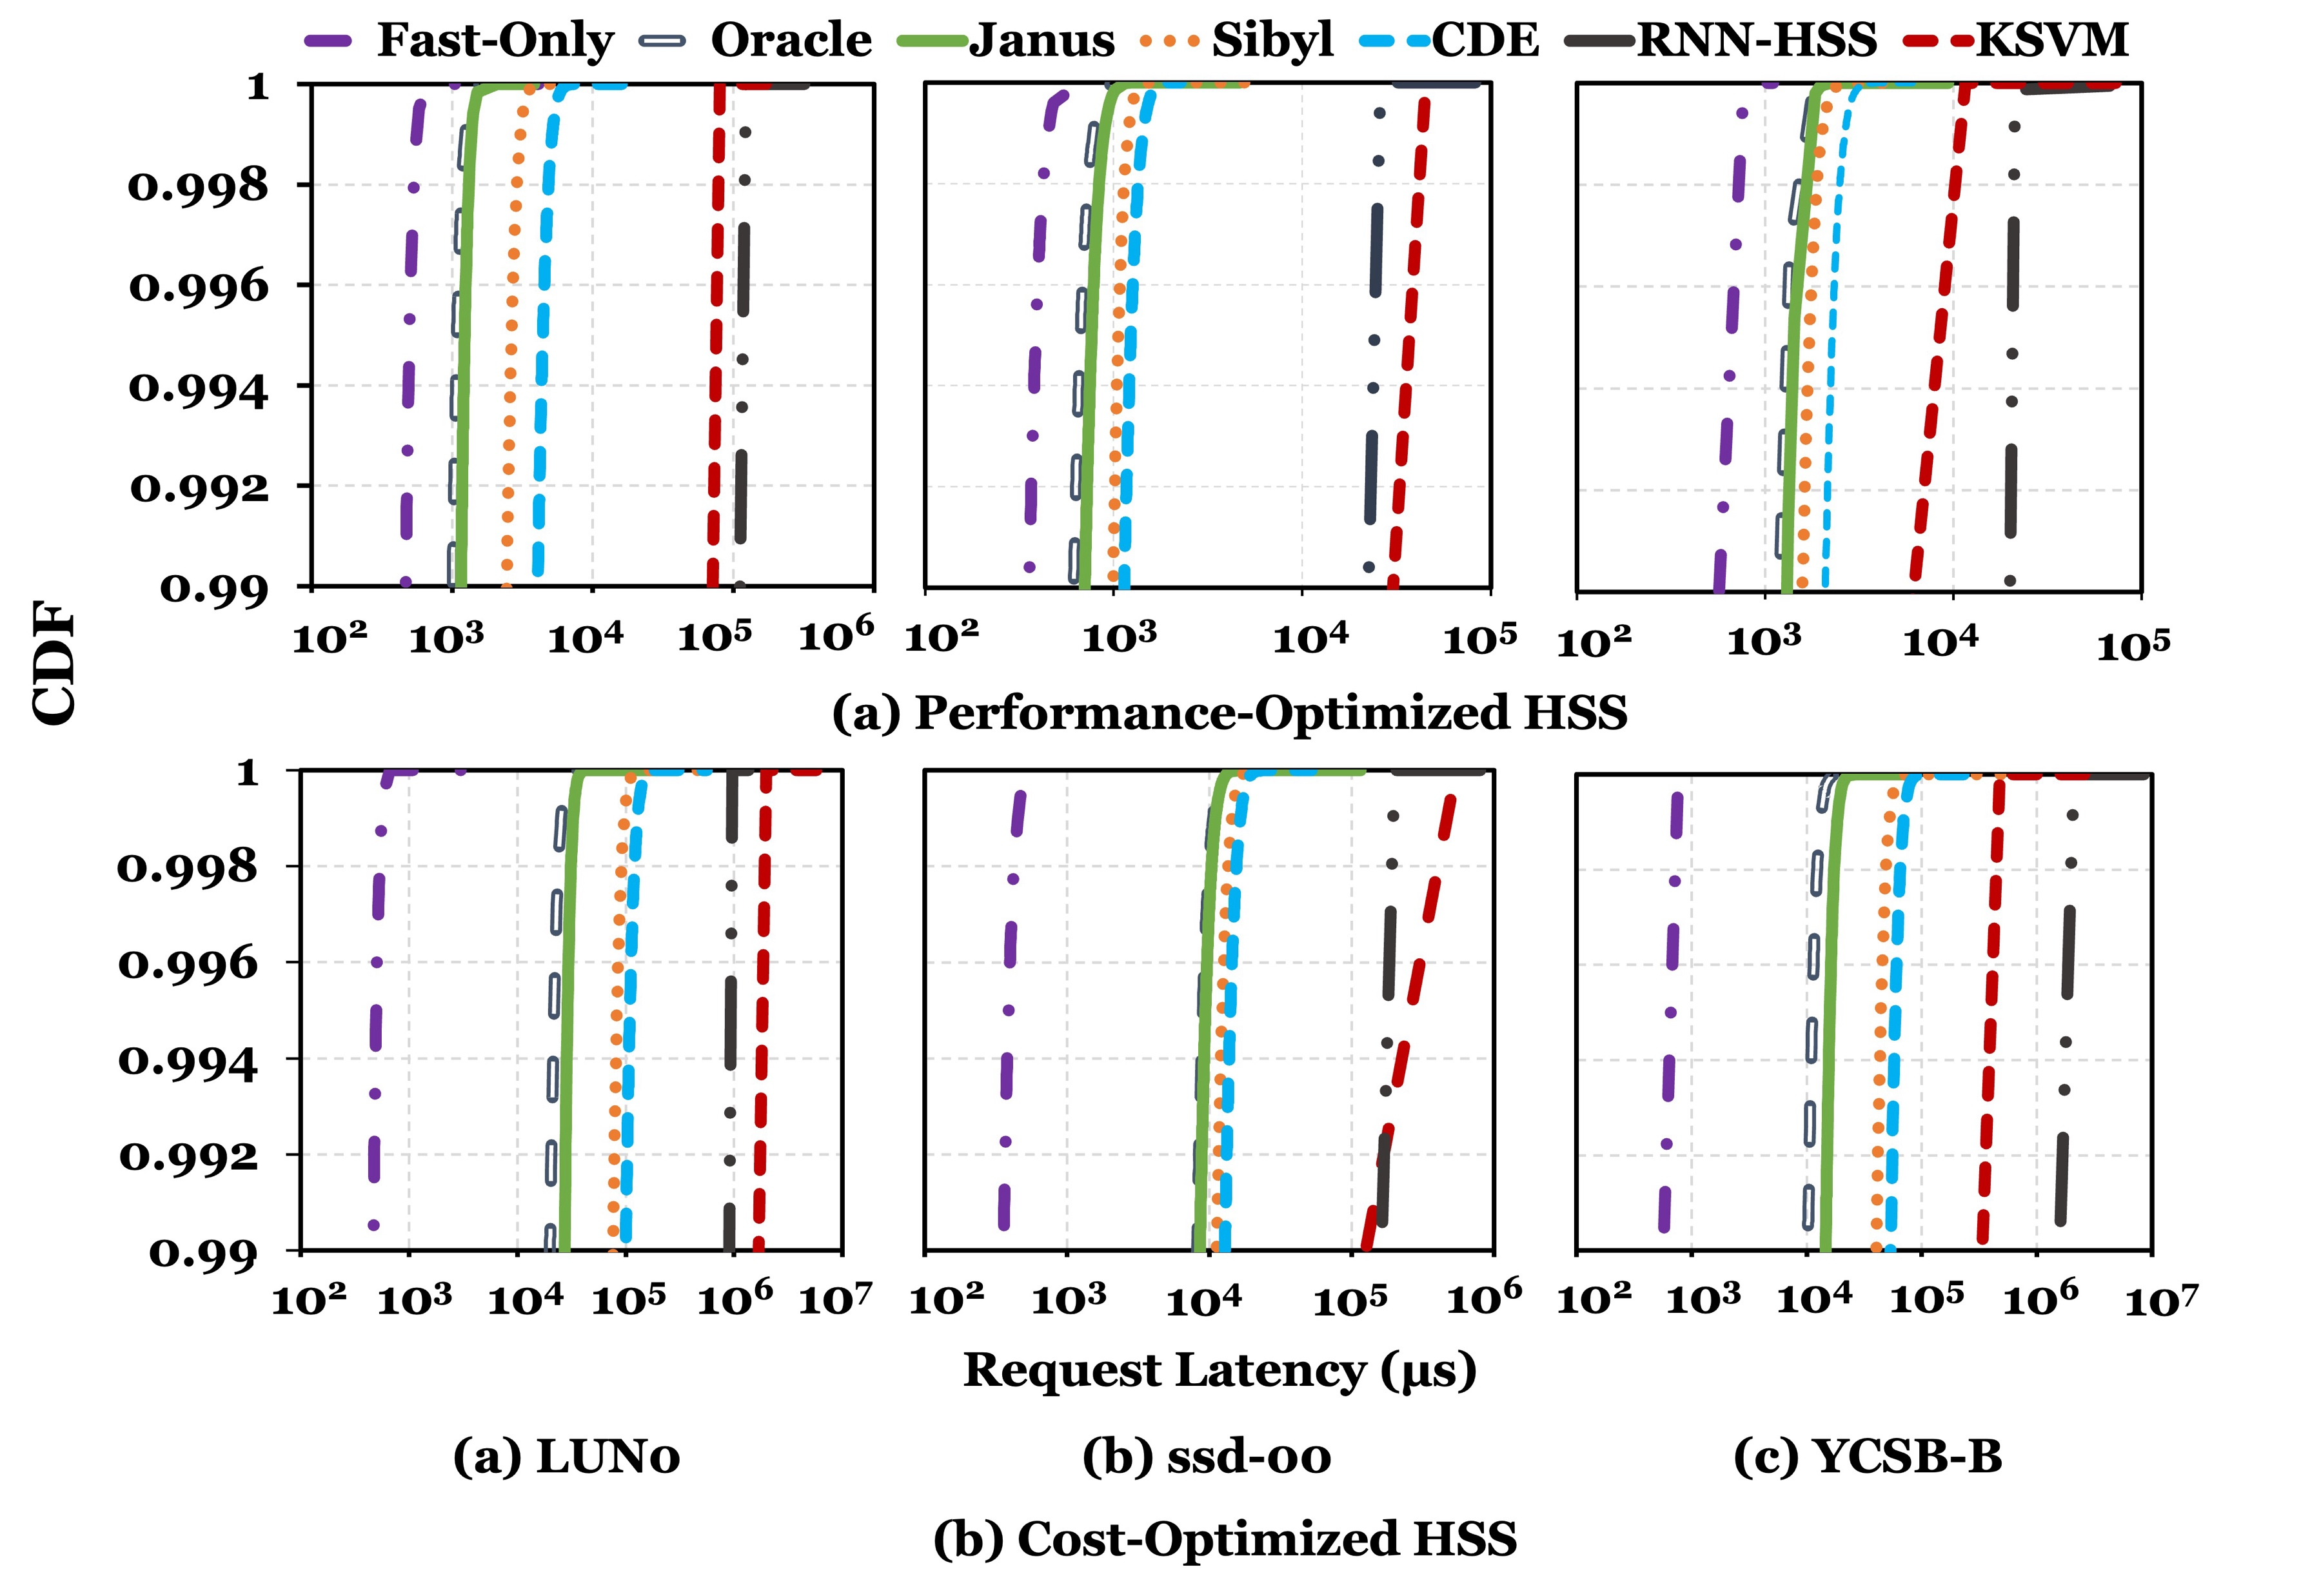 Fast-Only Oracle Janus Sibyl CDE RNN-HSS KSVM
1
0.998
0.996
0.994
0.992
0.99
CDF
10² 10³ 10⁴ 10⁵ 10⁶
10² 10³ 10⁴ 10⁵
10² 10³ 10⁴ 10⁵
(a) Performance-Optimized HSS
1
0.998
0.996
0.994
0.992
0.99
10² 10³ 10⁴ 10⁵ 10⁶ 10⁷
10² 10³ 10⁴ 10⁵ 10⁶
10² 10³ 10⁴ 10⁵ 10⁶ 10⁷
Request Latency (µs)
(a) LUN0 (b) ssd-00 (c) YCSB-B
(b) Cost-Optimized HSS